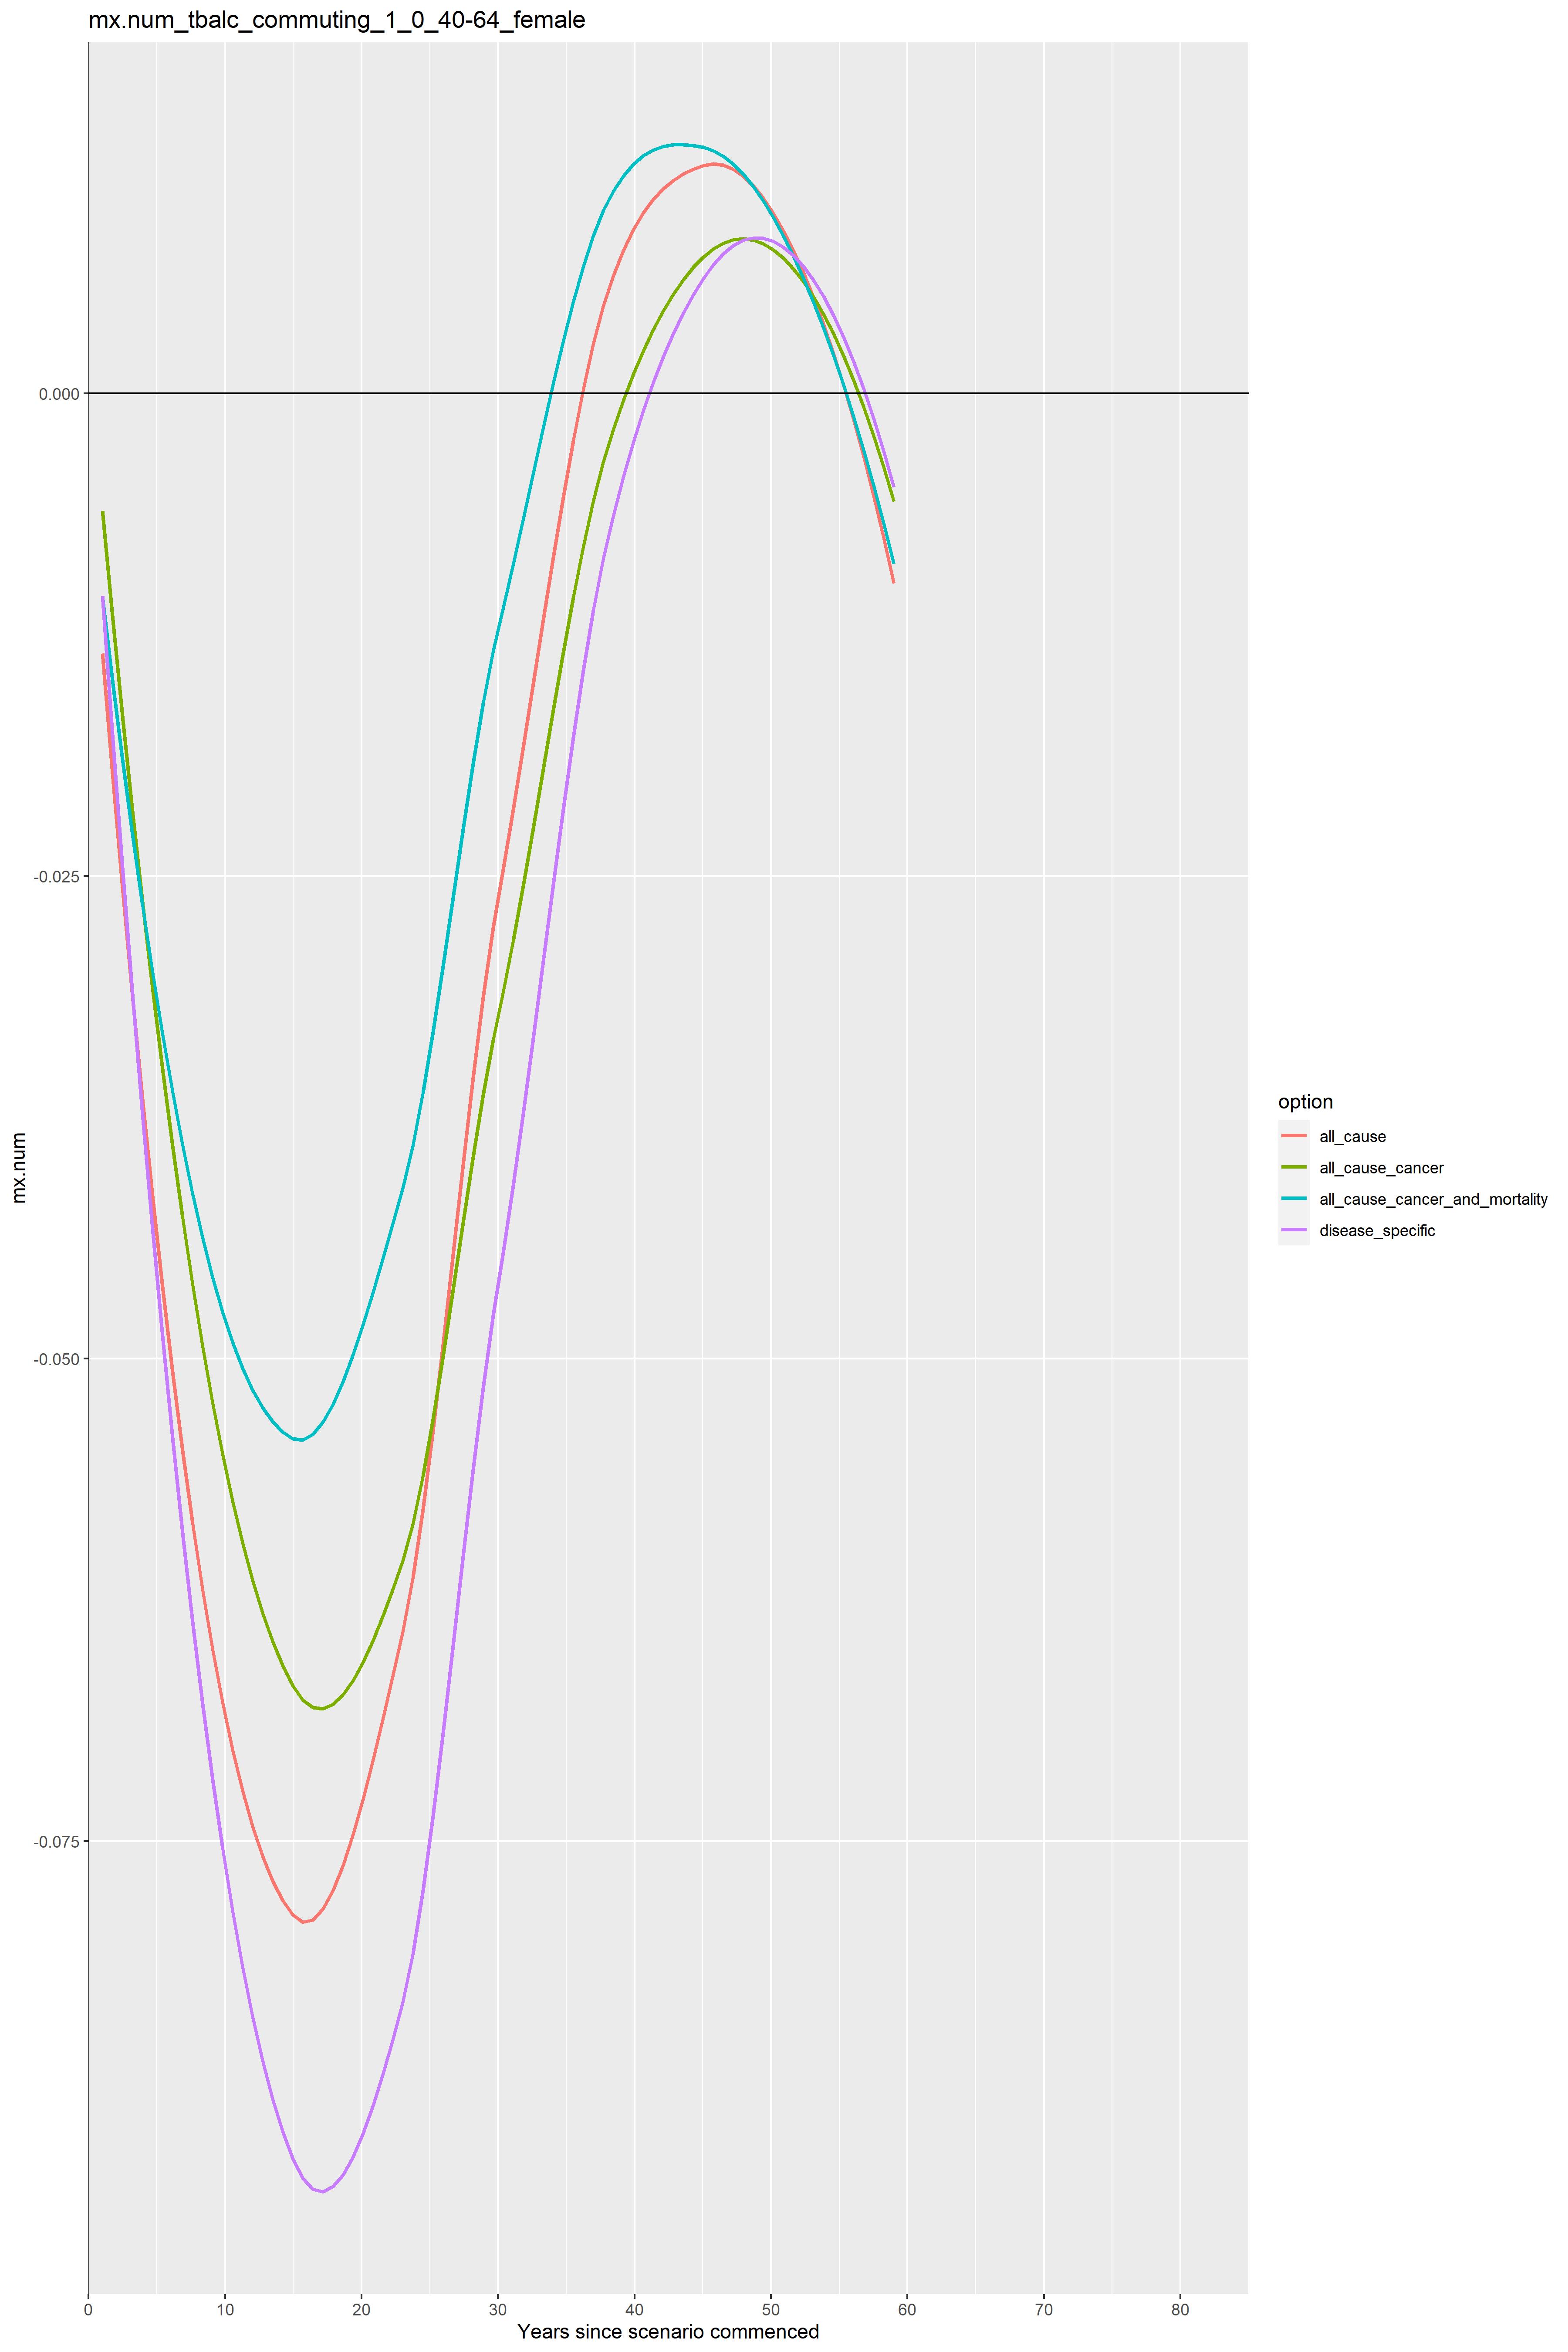 mx.num_tbalc_commuting_1_0_40-64_female
mx.num
0.000
-0.025
-0.050
-0.075
0 10 20 30 40 50 60 70 80
Years since scenario commenced
option
all_cause
all_cause_cancer
all_cause_cancer_and_mortality
disease_specific